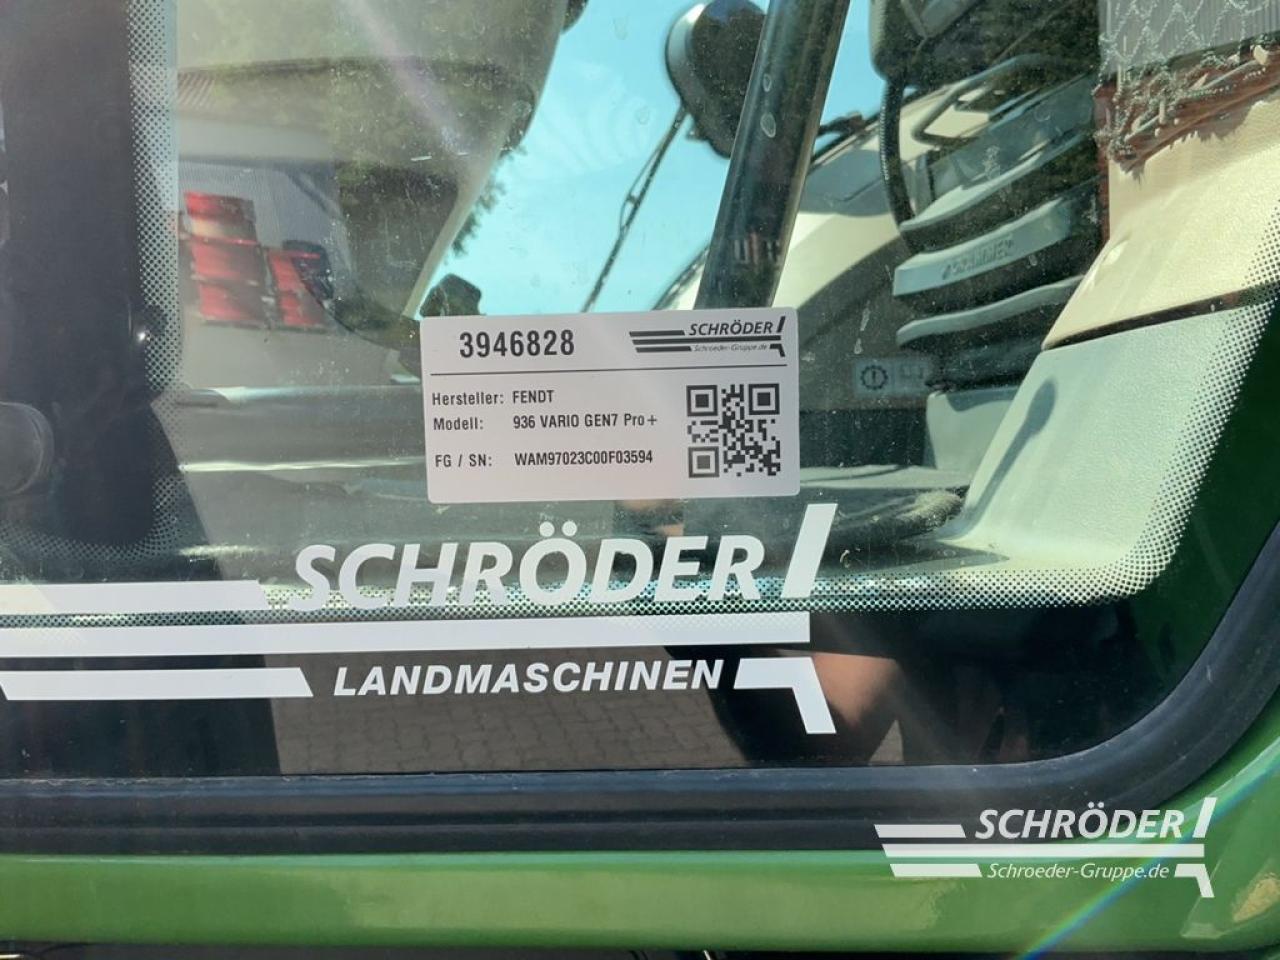 3946828
SCHRÖDER
Schroeder-Gruppe.de
Hersteller: FENDT
Modell: 936 VARIO GEN7 Pro+
FG / SN: WAM97023C00F03594
GRAMMER
SCHRÖDER
LANDMASCHINEN
SCHRÖDER
Schroeder-Gruppe.de